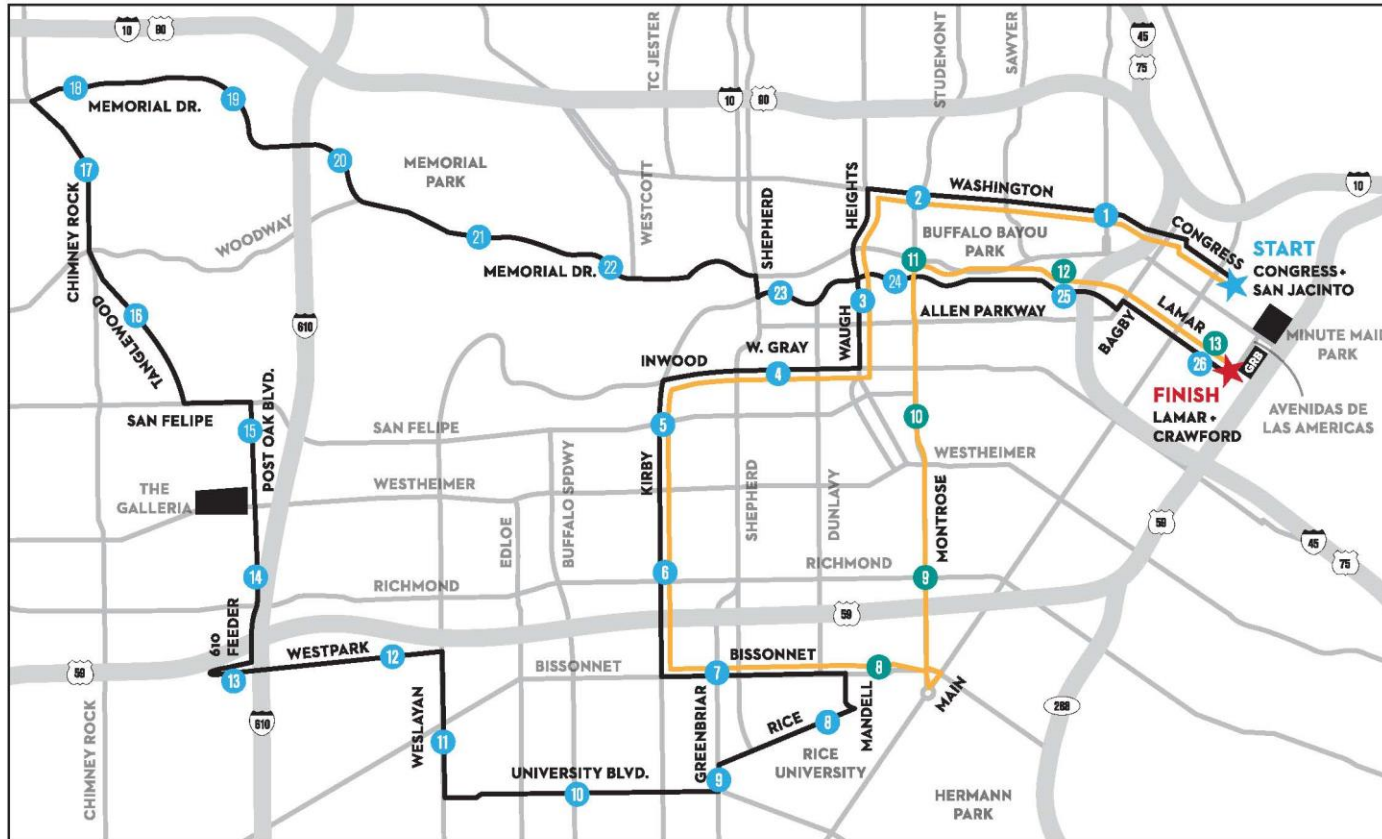 10
90
18
MEMORIAL DR.
19
20
17
CHIMNEY ROCK
WOODWAY
MEMORIAL
PARK
TC JESTER
10
90
STUDEMONT
SAWYER
45
75
10
WESTCOTT
SHEPHERD
HEIGHTS
2
WASHINGTON
1
CONGRESS
START
CONGRESS+
SAN JACINTO
BUFFALO BAYOU
PARK
21
MEMORIAL DR.
22
23
24
11
12
25
ALLEN PARKWAY
3
WAUGH
BAGBY
LAMAR
13
26
GRB
MINUTE MAID
PARK
FINISH
LAMAR+
CRAWFORD
AVENIDAS DE
LAS AMERICAS
16
TANGLEWOOD
610
INWOOD
W. GRAY
4
SAN FELIPE
15
POST OAK BLVD.
SAN FELIPE
5
10
WESTHEIMER
KIRBY
THE
GALLERIA
WESTHEIMER
EDLOE
BUFFALO SPDWY
SHEPHERD
DUNLAVY
MONTROSE
59
45
75
14
RICHMOND
6
RICHMOND
9
610
FEEDER
59
WESTPARK
12
13
59
BISSONNET
7
BISSONNET
8
MAIN
MANDELL
288
CHIMNEY ROCK
610
WESLAYAN
11
GREENBRIAR
RICE
8
RICE
UNIVERSITY
UNIVERSITY BLVD.
10
9
HERMANN
PARK